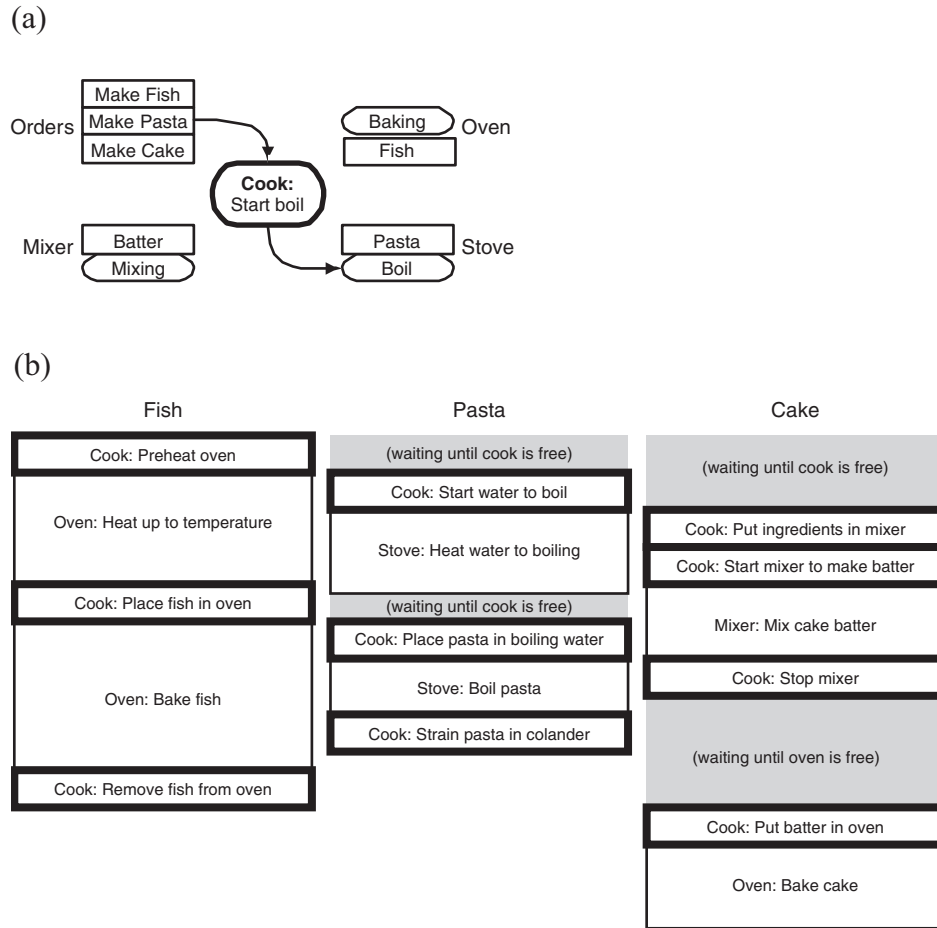 (a)
Make Fish
Orders
Make Pasta
Make Cake
Baking
Oven
Fish
Cook:
Start boil
Mixer
Batter
Mixing
Pasta
Stove
Boil
(b)
Fish
Pasta
Cake
Cook: Preheat oven
Oven: Heat up to temperature
Cook: Place fish in oven
Oven: Bake fish
Cook: Remove fish from oven
(waiting until cook is free)
Cook: Start water to boil
Stove: Heat water to boiling
(waiting until cook is free)
Cook: Place pasta in boiling water
Stove: Boil pasta
Cook: Strain pasta in colander
(waiting until cook is free)
Cook: Put ingredients in mixer
Cook: Start mixer to make batter
Mixer: Mix cake batter
Cook: Stop mixer
(waiting until oven is free)
Cook: Put batter in oven
Oven: Bake cake